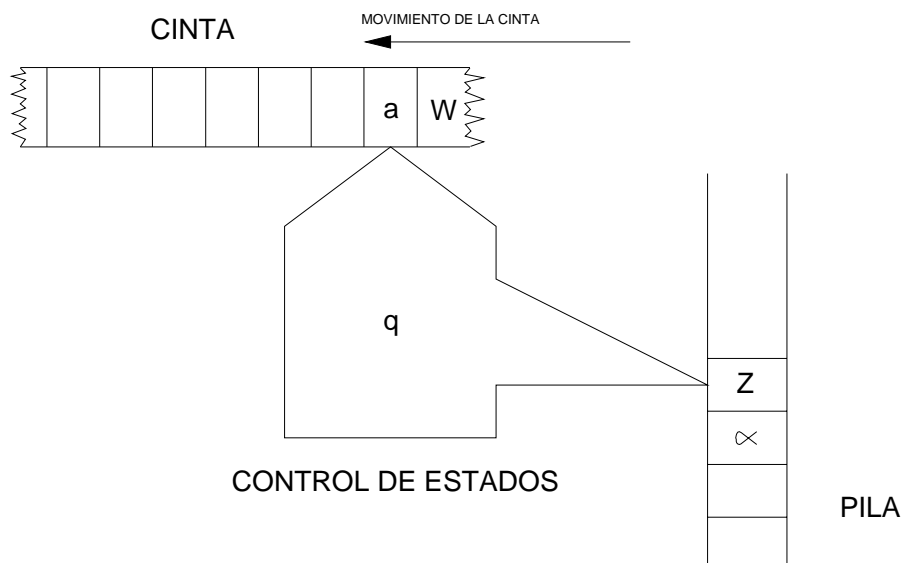 MOVIMIENTO DE LA CINTA
CINTA
a W
q
Z
α
CONTROL DE ESTADOS
PILA